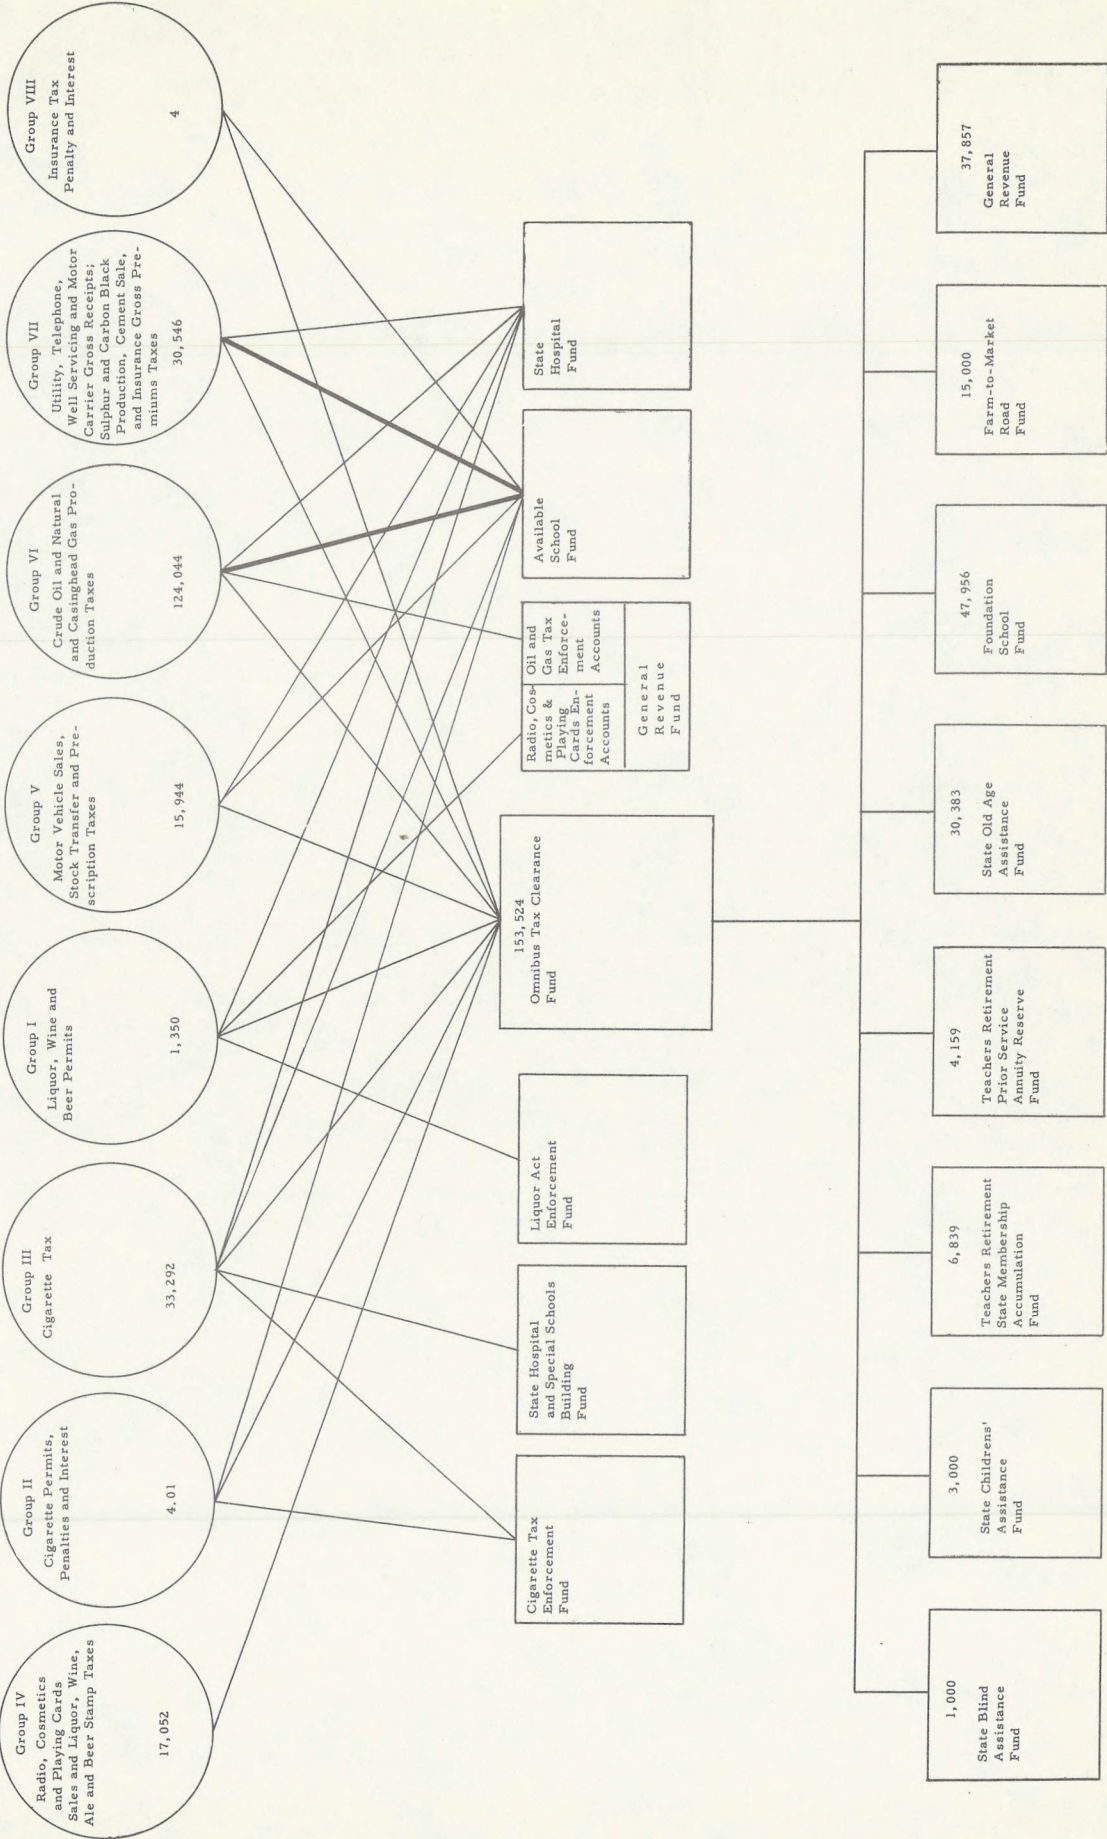 Group IV
Radio, Cosmetics
and Playing Cards
Sales and Liquor, Wine,
Ale and Beer Stamp Taxes
17,052
Group II
Cigarette Permits,
Penalties and Interest
4.01
Group III
Cigarette Tax
33,292
Group I
Liquor, Wine and
Beer Permits
1,350
Group V
Motor Vehicle Sales,
Stock Transfer and Pre-
scription Taxes
15,944
Group VI
Crude Oil and Natural
and Casinghead Gas Pro-
duction Taxes
124,044
Group VII
Utility, Telephone,
Well Servicing and Motor
Carrier Gross Receipts;
Sulphur and Carbon Black
Production, Cement Sale,
and Insurance Gross Pre-
miums Taxes
30,546
Group VIII
Insurance Tax
Penalty and Interest
4
Cigarette Tax
Enforcement
Fund
State Hospital
and Special Schools
Building
Fund
Liquor Act
Enforcement
Fund
153,524
Omnibus Tax Clearance
Fund
Radio, Cos-
metics &
Playing
Cards En-
forcement
Accounts
Oil and
Gas Tax
Enforce-
ment
Accounts
General
Revenue
Fund
Available
School
Fund
State
Hospital
Fund
1,000
State Blind
Assistance
Fund
3,000
State Childrens'
Assistance
Fund
6,839
Teachers Retirement
State Membership
Accumulation
Fund
4,159
Teachers Retirement
Prior Service
Annuity Reserve
Fund
30,383
State Old Age
Assistance
Fund
47,956
Foundation
School
Fund
15,000
Farm-to-Market
Road
Fund
37,857
General
Revenue
Fund